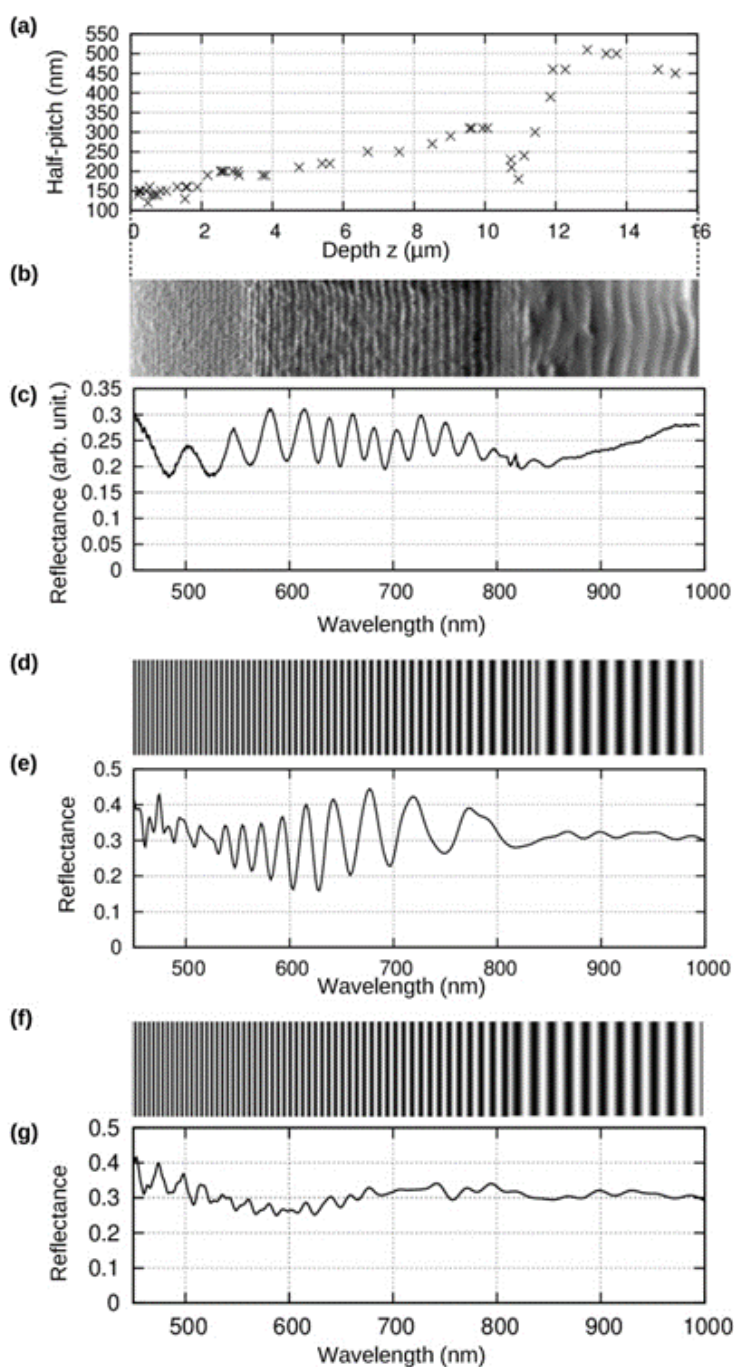 (a)
550
500
450
400
350
300
250
200
150
100
Half-pitch (nm)
0 2 4 6 8 10 12 14 16
Depth z (µm)
(b)
(c)
0.35
0.3
0.25
0.2
0.15
0.1
0.05
0
Reflectance (arb. unit.)
500 600 700 800 900 1000
Wavelength (nm)
(d)
(e)
0.5
0.4
0.3
0.2
0.1
0
Reflectance
500 600 700 800 900 1000
Wavelength (nm)
(f)
(g)
0.5
0.4
0.3
0.2
0.1
0
Reflectance
500 600 700 800 900 1000
Wavelength (nm)